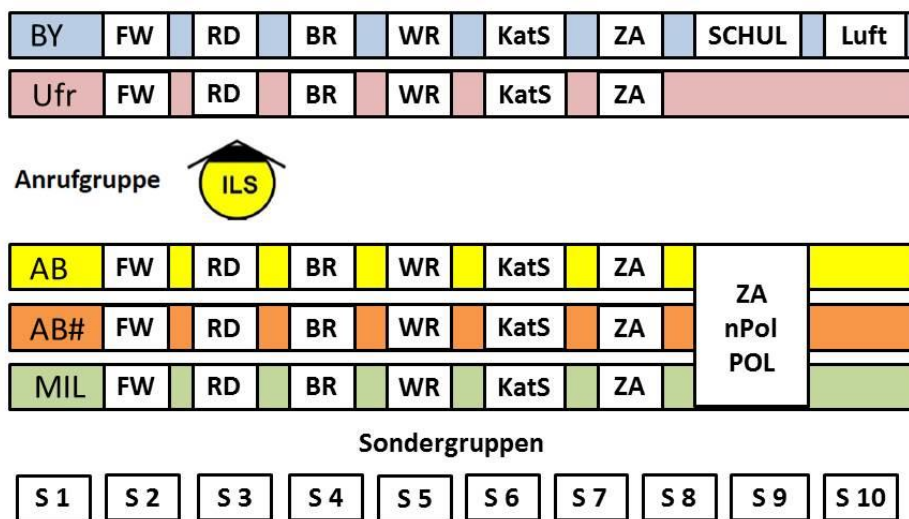 BY FW RD BR WR KatS ZA SCHUL Luft
Ufr FW RD BR WR KatS ZA
Anrufgruppe ILS
AB FW RD BR WR KatS ZA
AB# FW RD BR WR KatS ZA
MIL FW RD BR WR KatS ZA
ZA
nPol
POL
Sondergruppen
S 1 S 2 S 3 S 4 S 5 S 6 S 7 S 8 S 9 S 10